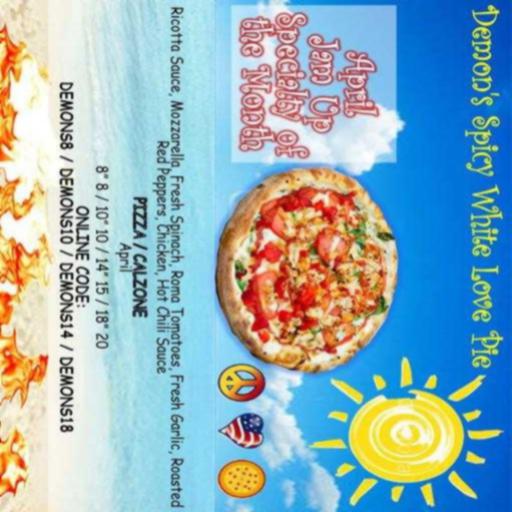 Demon's Spicy White Love Pie
April
Jam Up
Specialty of
the Month
Ricotta Sauce, Mozzarella, Fresh Spinach, Roma Tomatoes, Fresh Garlic, Roasted
Red Peppers, Chicken, Hot Chili Sauce
PIZZA / CALZONE
April
8" 8 / 10" 10 / 14" 15 / 18" 20
ONLINE CODE:
DEMONS8 / DEMONS10 / DEMONS14 / DEMONS18